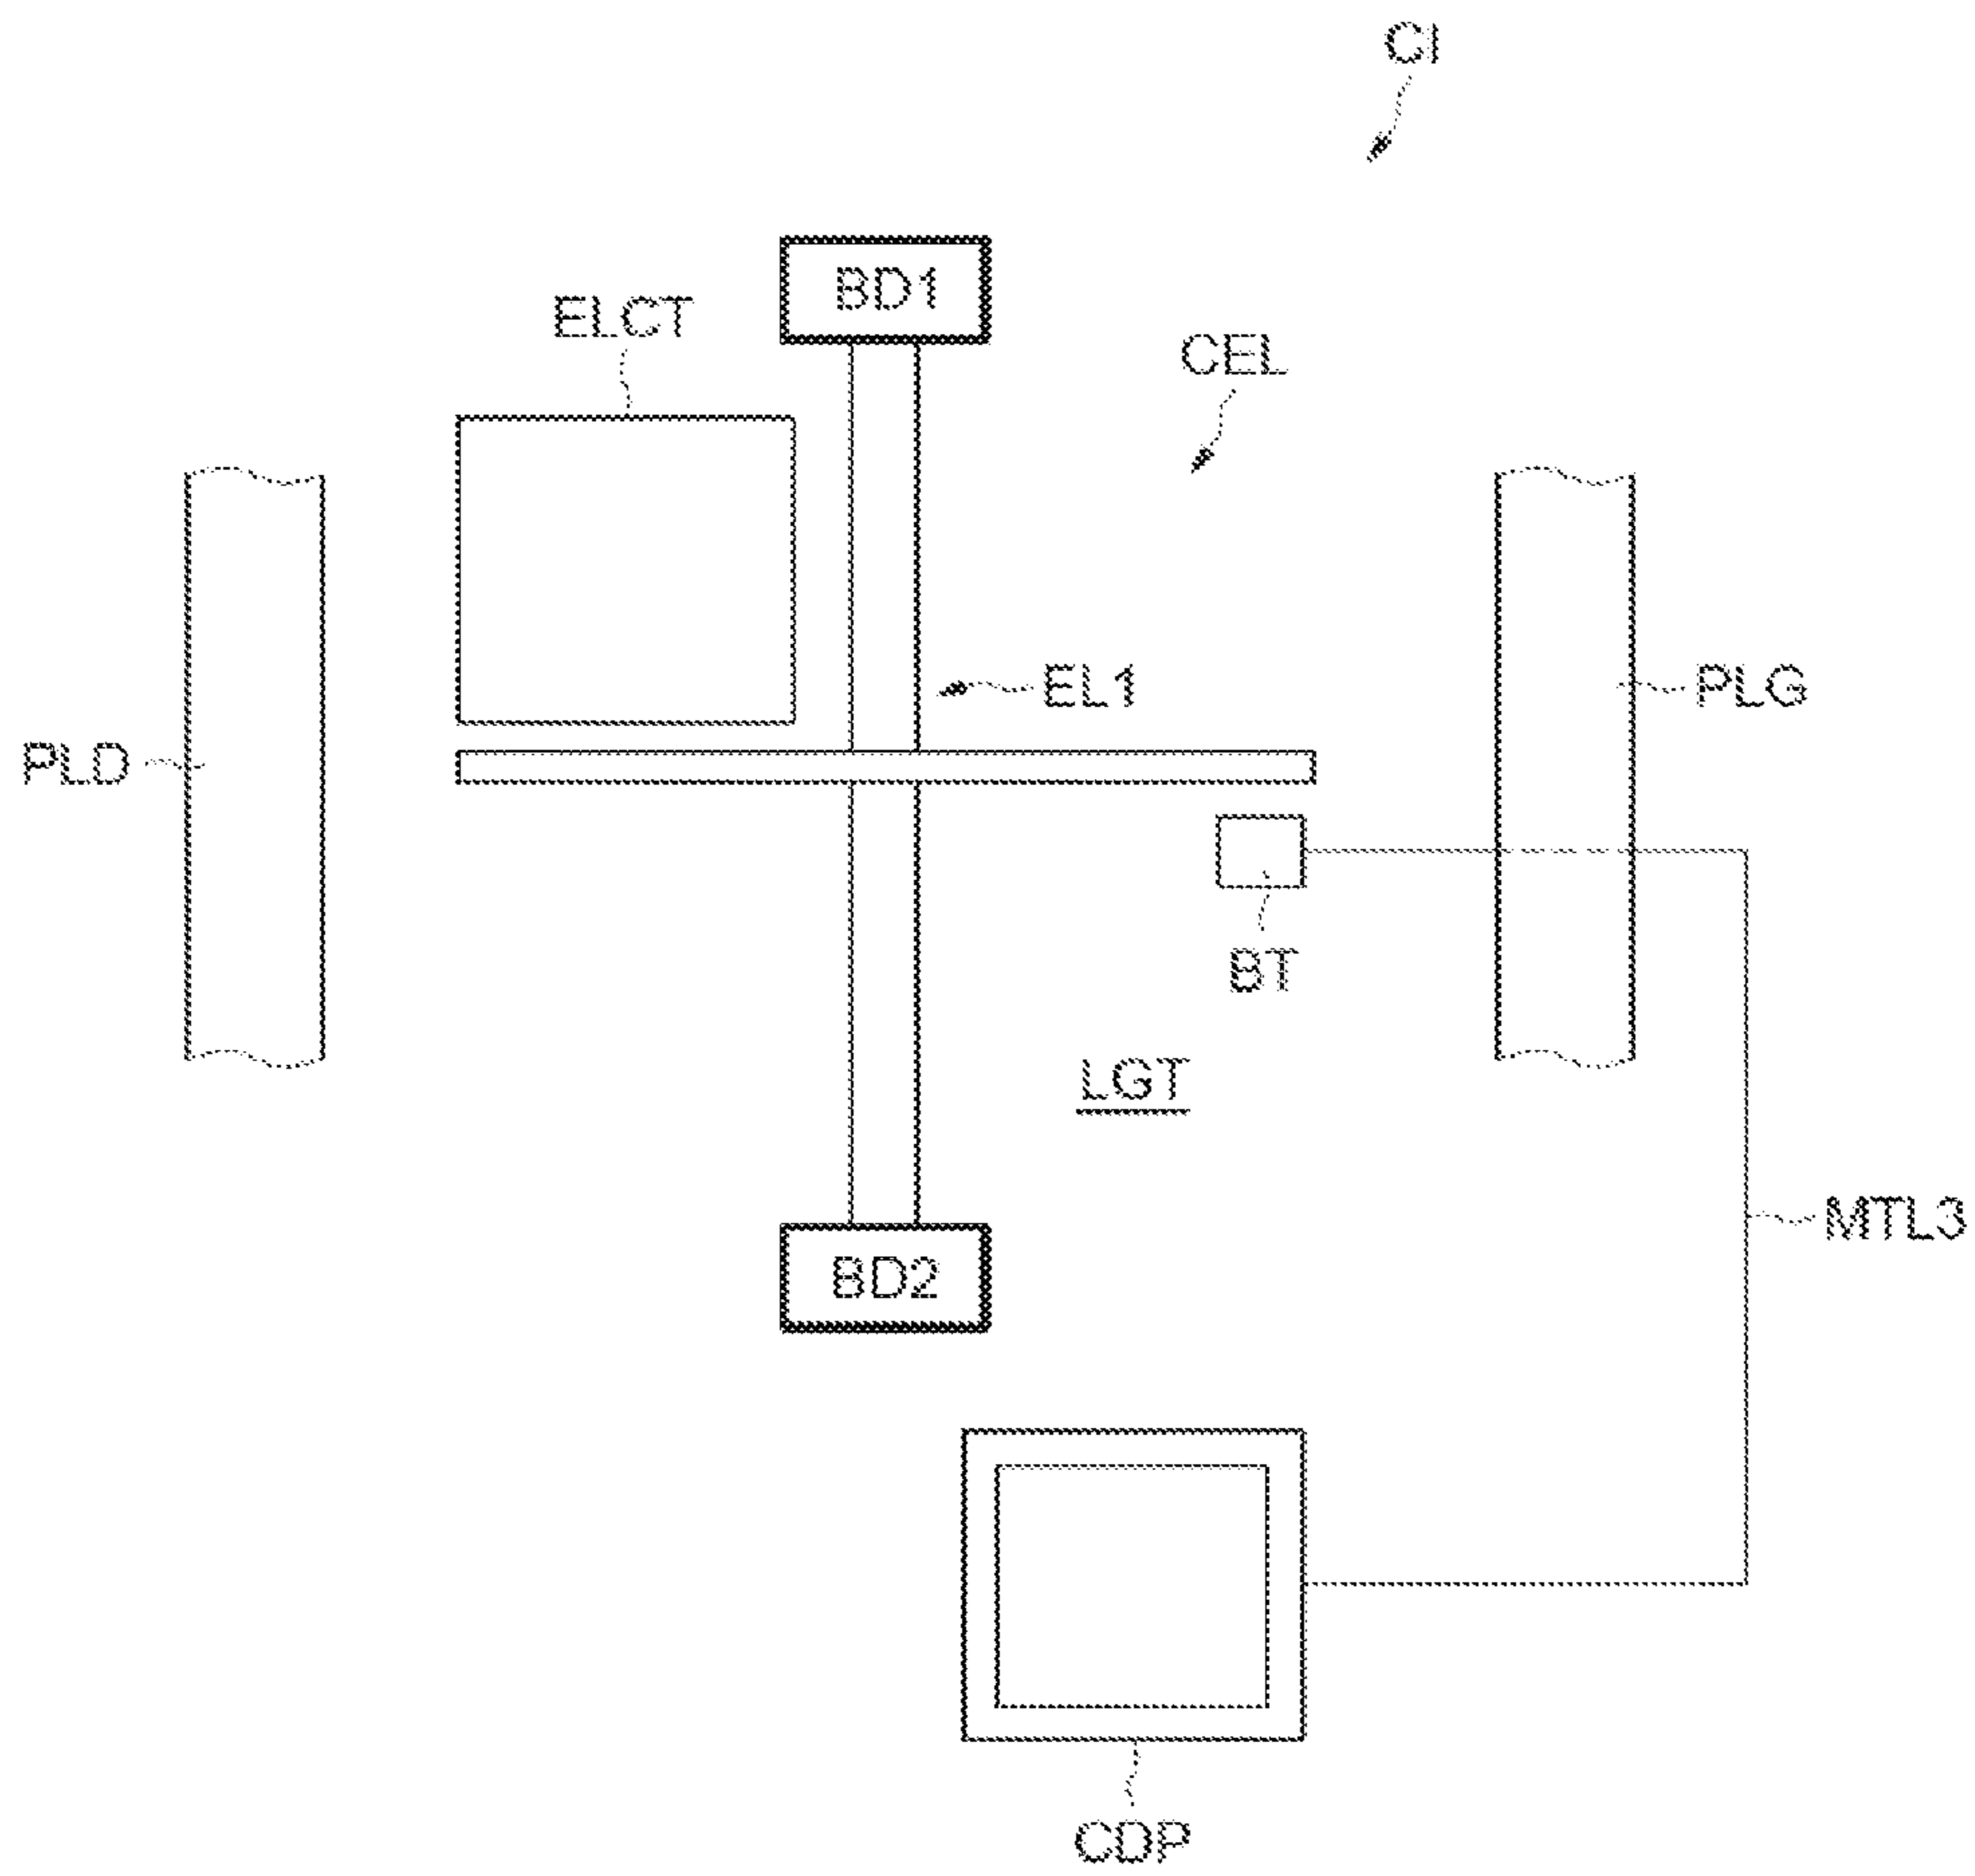 CI
BD1
ELCT
CEL
EL1
PLG
PLD
BT
LGT
MTL3
BD2
CDP